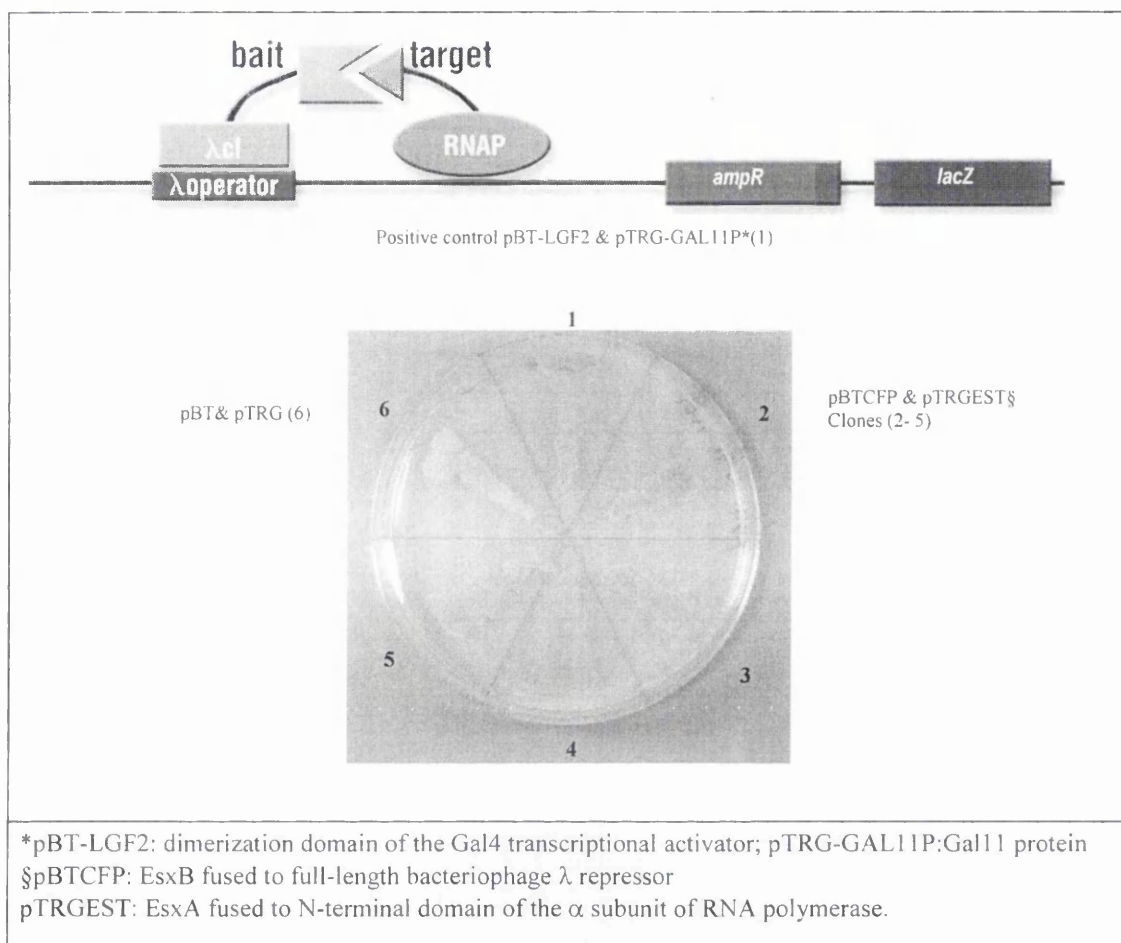 bait
target
λcI
RNAP
λoperator
ampR
lacZ
Positive control pBT-LGF2 & pTRG-GAL11P*(1)
1
pBT& pTRG (6)
6
2
pBTCFP & pTRGEST§
Clones (2- 5)
5
3
4
*pBT-LGF2: dimerization domain of the Gal4 transcriptional activator; pTRG-GAL11P:Gal11 protein
§pBTCFP: EsxB fused to full-length bacteriophage λ repressor
pTRGEST: EsxA fused to N-terminal domain of the α subunit of RNA polymerase.